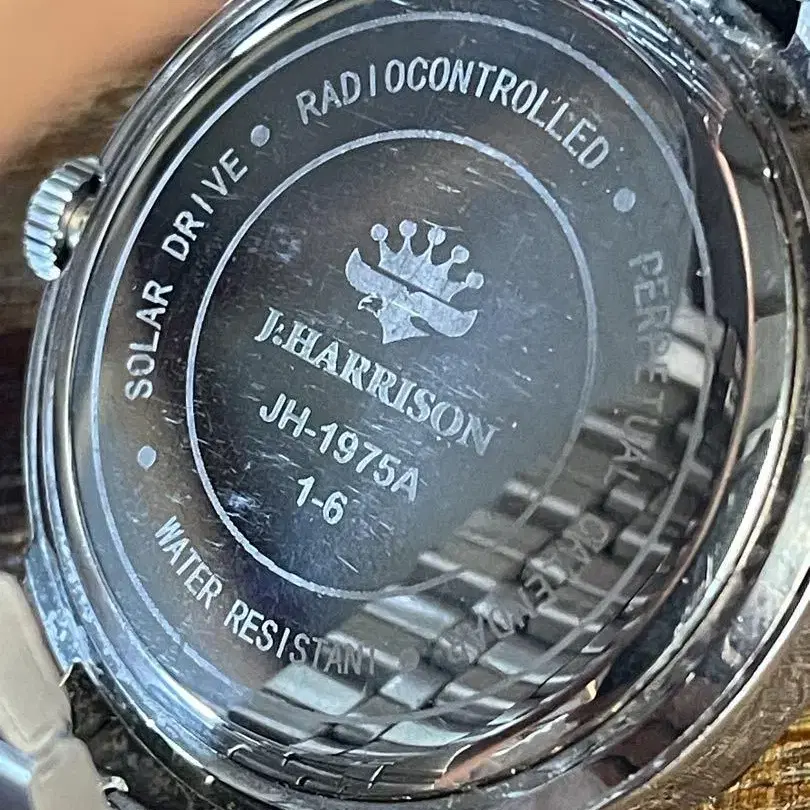 SOLAR DRIVE • RADIOCONTROLLED • PERPETUAL CALENDAR • WATER RESISTANT •
J.HARRISON
JH-1975A
1-6